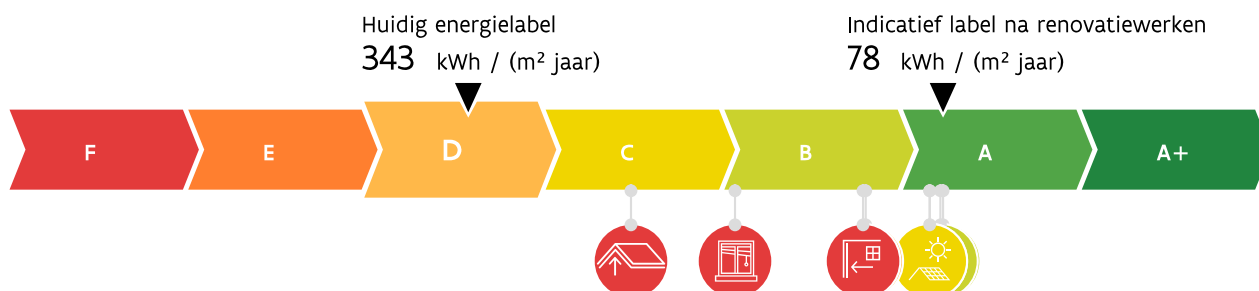 Huidig energielabel
343 kWh / (m² jaar)
Indicatief label na renovatiewerken
78 kWh / (m² jaar)
F E D C B A A+